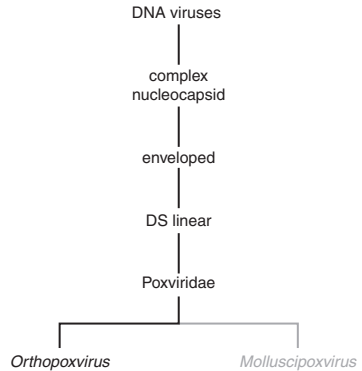 DNA viruses
complex
nucleocapsid
enveloped
DS linear
Poxviridae
Orthopoxvirus
Molluscipoxvirus